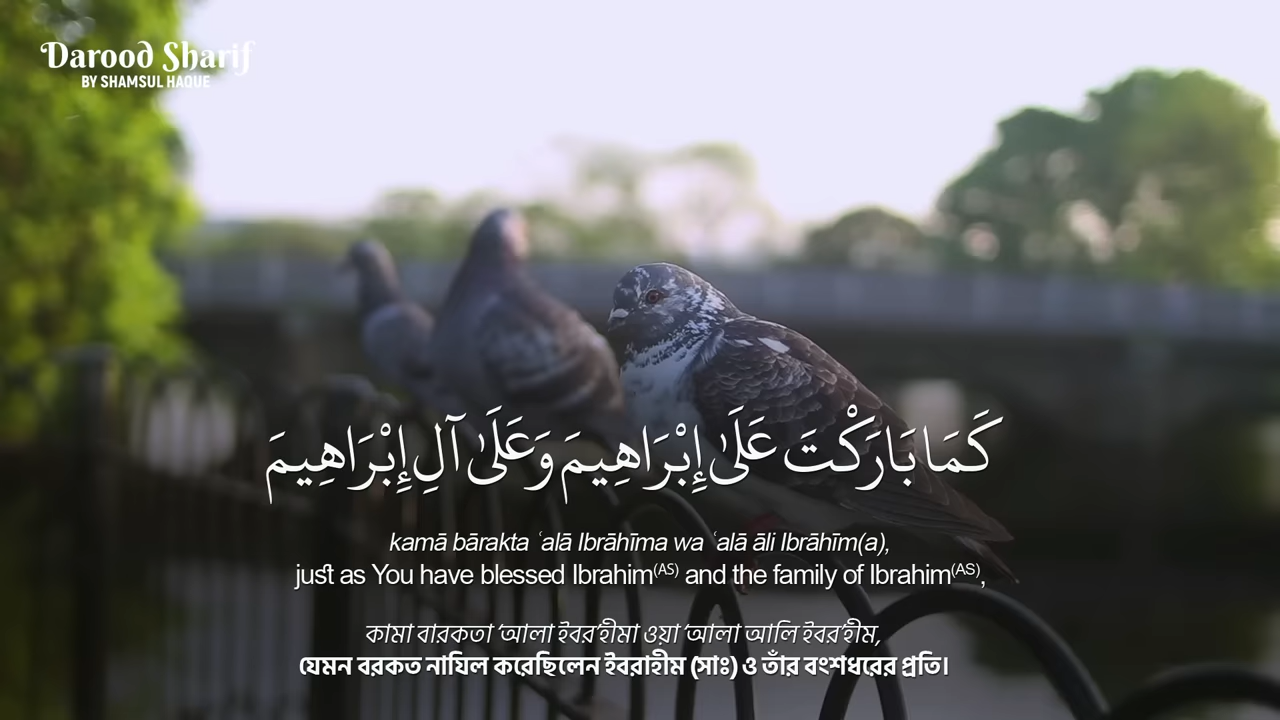 Darood Sharif
BY SHAMSUL HAQUE
كَمَا بَارَكْتَ عَلَىٰ إِبْرَاهِيمَ وَعَلَىٰ آلِ إِبْرَاهِيمَ
kamā bārakta ʿalā Ibrāhīma wa ʿalā āli Ibrāhīm(a),
just as You have blessed Ibrahim(AS) and the family of Ibrahim(AS),
কামা বারকতা ‘আলা ইবর‘হীমা ওয়া ‘আলা আলি ইবর‘হীম,
যেমন বরকত নাযিল করেছিলেন ইবরাহীম (সাঃ) ও তাঁর বংশধরের প্রতি।